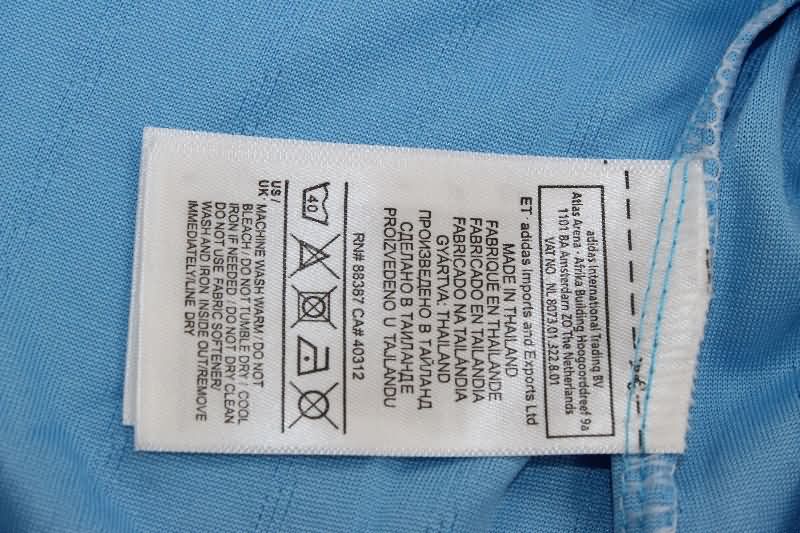 adidas International Trading BV
Atlas Arena - Afrika Building Hoogoorddreef 9a
1101 BA Amsterdam ZO The Netherlands
VAT NO. NL 8073.01.322.B.01
ET· adidas Imports and Exports Ltd
MADE IN THAILAND
FABRIQUE EN THAILANDE
FABRICADO EN TAILANDIA
FABRICADO NA TAILÂNDIA
GYÁRTVA: THAILAND
ПРОИЗВЕДЕНО В ТАЙЛАНД
СДЕЛАНО В ТАИЛАНДЕ
PROIZVEDENO U TAJLANDU
RN# 88387 CA# 40312
40
US /
UK MACHINE WASH WARM / DO NOT
BLEACH / DO NOT TUMBLE DRY / COOL
IRON IF NEEDED / DO NOT DRY CLEAN
DO NOT USE FABRIC SOFTENER/
WASH AND IRON INSIDE OUT/REMOVE
IMMEDIATELY/LINE DRY